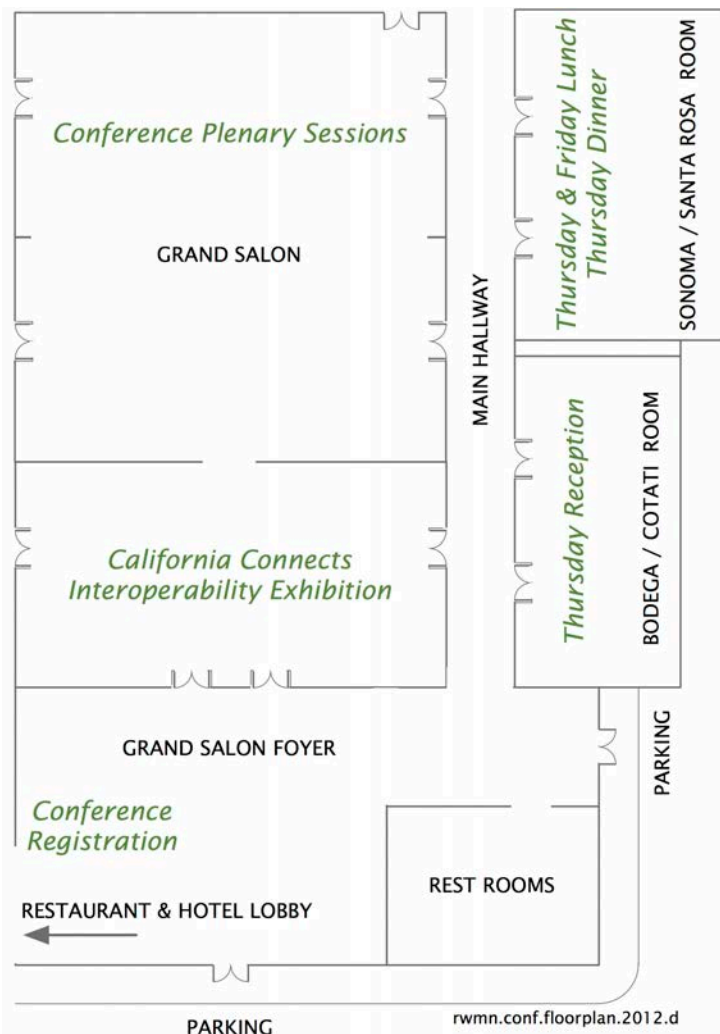 Conference Plenary Sessions
GRAND SALON
MAIN HALLWAY
Thursday & Friday Lunch
Thursday Dinner
SONOMA / SANTA ROSA  ROOM
California Connects
Interoperability Exhibition
Thursday Reception
BODEGA / COTATI  ROOM
GRAND SALON FOYER
PARKING
Conference
Registration
REST ROOMS
RESTAURANT & HOTEL LOBBY
PARKING
rwmn.conf.floorplan.2012.d